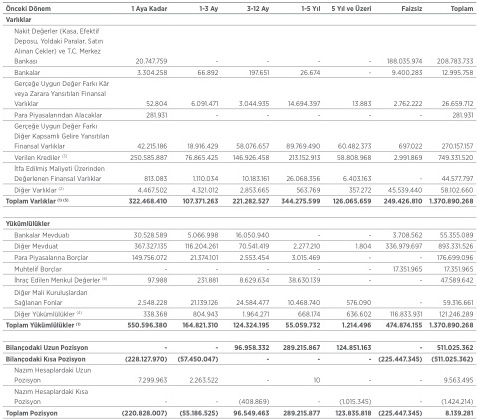 Önceki Dönem 1 Aya Kadar 1-3 Ay 3-12 Ay 1-5 Yıl 5 Yıl ve Üzeri Faizsiz Toplam
Varlıklar
Nakit Değerler (Kasa, Efektif
Deposu, Yoldaki Paralar, Satın
Alınan Çekler) ve T.C. Merkez
Bankası 20.747.759 - - - - 188.035.974 208.783.733
Bankalar 3.304.258 66.892 197.651 26.674 - 9.400.283 12.995.758
Gerçeğe Uygun Değer Farkı Kâr
veya Zarara Yansıtılan Finansal
Varlıklar 52.804 6.091.471 3.044.935 14.694.397 13.883 2.762.222 26.659.712
Para Piyasalarından Alacaklar 281.931 - - - - - 281.931
Gerçeğe Uygun Değer Farkı
Diğer Kapsamlı Gelire Yansıtılan
Finansal Varlıklar 42.215.186 18.916.429 58.076.657 89.769.490 60.482.373 697.022 270.157.157
Verilen Krediler (3) 250.585.887 76.865.425 146.926.458 213.152.913 58.808.968 2.991.869 749.331.520
İtfa Edilmiş Maliyeti Üzerinden
Değerlenen Finansal Varlıklar 813.083 1.110.034 10.183.161 26.068.356 6.403.163 - 44.577.797
Diğer Varlıklar (2) 4.467.502 4.321.012 2.853.665 563.769 357.272 45.539.440 58.102.660
Toplam Varlıklar (1) (5) 322.468.410 107.371.263 221.282.527 344.275.599 126.065.659 249.426.810 1.370.890.268
Yükümlülükler
Bankalar Mevduatı 30.528.589 5.066.998 16.050.940 - - 3.708.562 55.355.089
Diğer Mevduat 367.327.135 116.204.261 70.541.419 2.277.210 1.804 336.979.697 893.331.526
Para Piyasalarına Borçlar 149.756.072 21.374.101 2.553.454 3.015.469 - - 176.699.096
Muhtelif Borçlar - - - - - 17.351.965 17.351.965
İhraç Edilen Menkul Değerler (6) 97.988 231.881 8.629.634 38.630.139 - - 47.589.642
Diğer Mali Kuruluşlardan
Sağlanan Fonlar 2.548.228 21.139.126 24.584.477 10.468.740 576.090 - 59.316.661
Diğer Yükümlülükler (4) 338.368 804.943 1.964.271 668.174 636.602 116.833.931 121.246.289
Toplam Yükümlülükler (1) 550.596.380 164.821.310 124.324.195 55.059.732 1.214.496 474.874.155 1.370.890.268
Bilançodaki Uzun Pozisyon - - 96.958.332 289.215.867 124.851.163 - 511.025.362
Bilançodaki Kısa Pozisyon (228.127.970) (57.450.047) - - - (225.447.345) (511.025.362)
Nazım Hesaplardaki Uzun
Pozisyon 7.299.963 2.263.522 - 10 - - 9.563.495
Nazım Hesaplardaki Kısa
Pozisyon - - (408.869) - (1.015.345) - (1.424.214)
Toplam Pozisyon (220.828.007) (55.186.525) 96.549.463 289.215.877 123.835.818 (225.447.345) 8.139.281